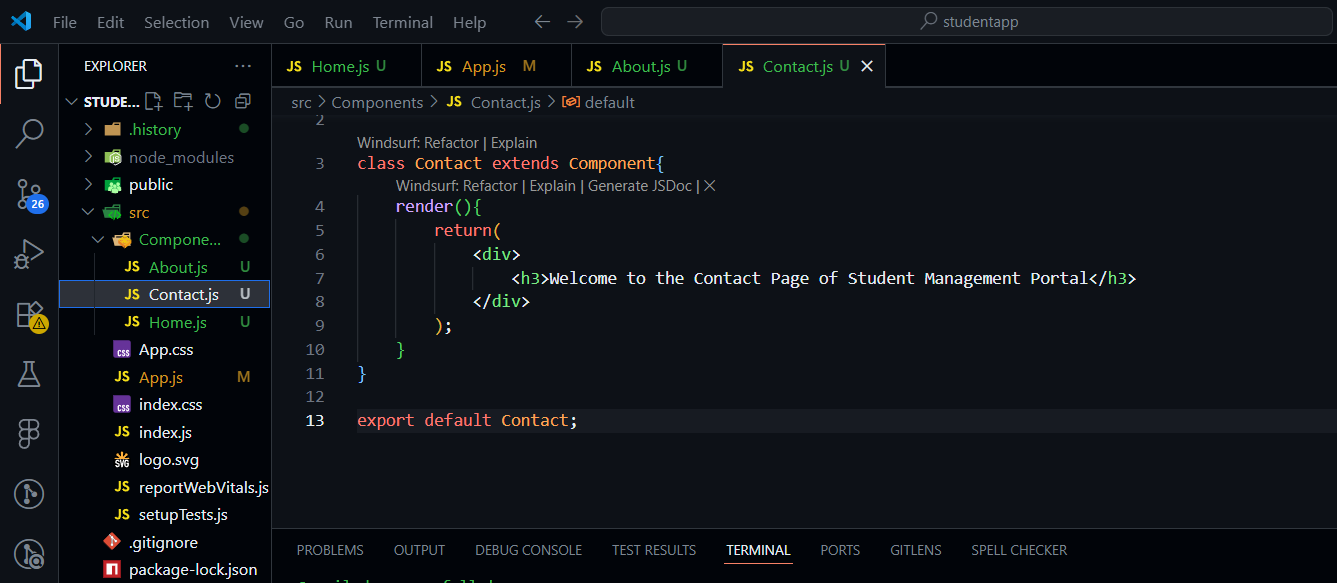 File Edit Selection View Go Run Terminal Help studentapp
EXPLORER
Home.js U App.js M About.js U Contact.js U
STUDE...
src > Components > JS Contact.js > default
.history
node_modules
public
src
Compone...
JS About.js U
JS Contact.js U
JS Home.js U
App.css
JS App.js M
index.css
JS index.js
logo.svg
JS reportWebVitals.js
JS setupTests.js
.gitignore
package-lock.json
26
2
Windsurf: Refactor | Explain
3 class Contact extends Component{
Windsurf: Refactor | Explain | Generate JSDoc | ×
4 render(){
5 return(
6 <div>
7 <h3>Welcome to the Contact Page of Student Management Portal</h3>
8 </div>
9 );
10 }
11 }
12
13 export default Contact;
PROBLEMS OUTPUT DEBUG CONSOLE TEST RESULTS TERMINAL PORTS GITLENS SPELL CHECKER